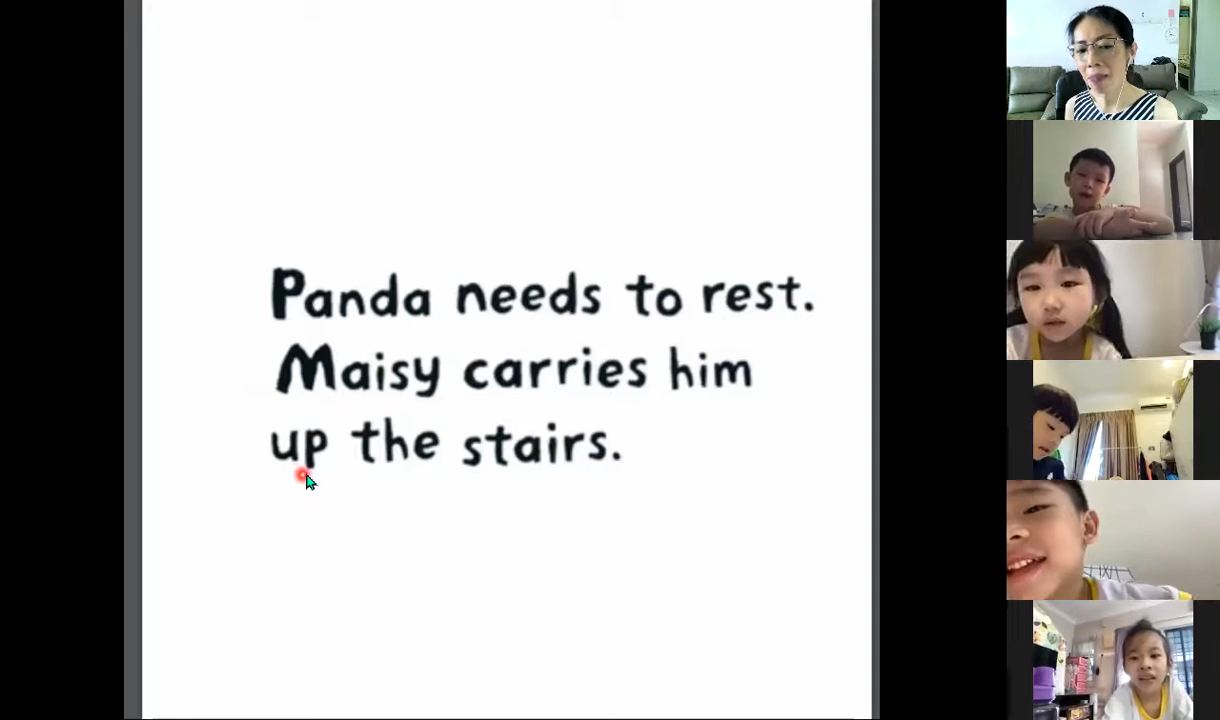 Panda needs to rest.
Maisy carries him
up the stairs.